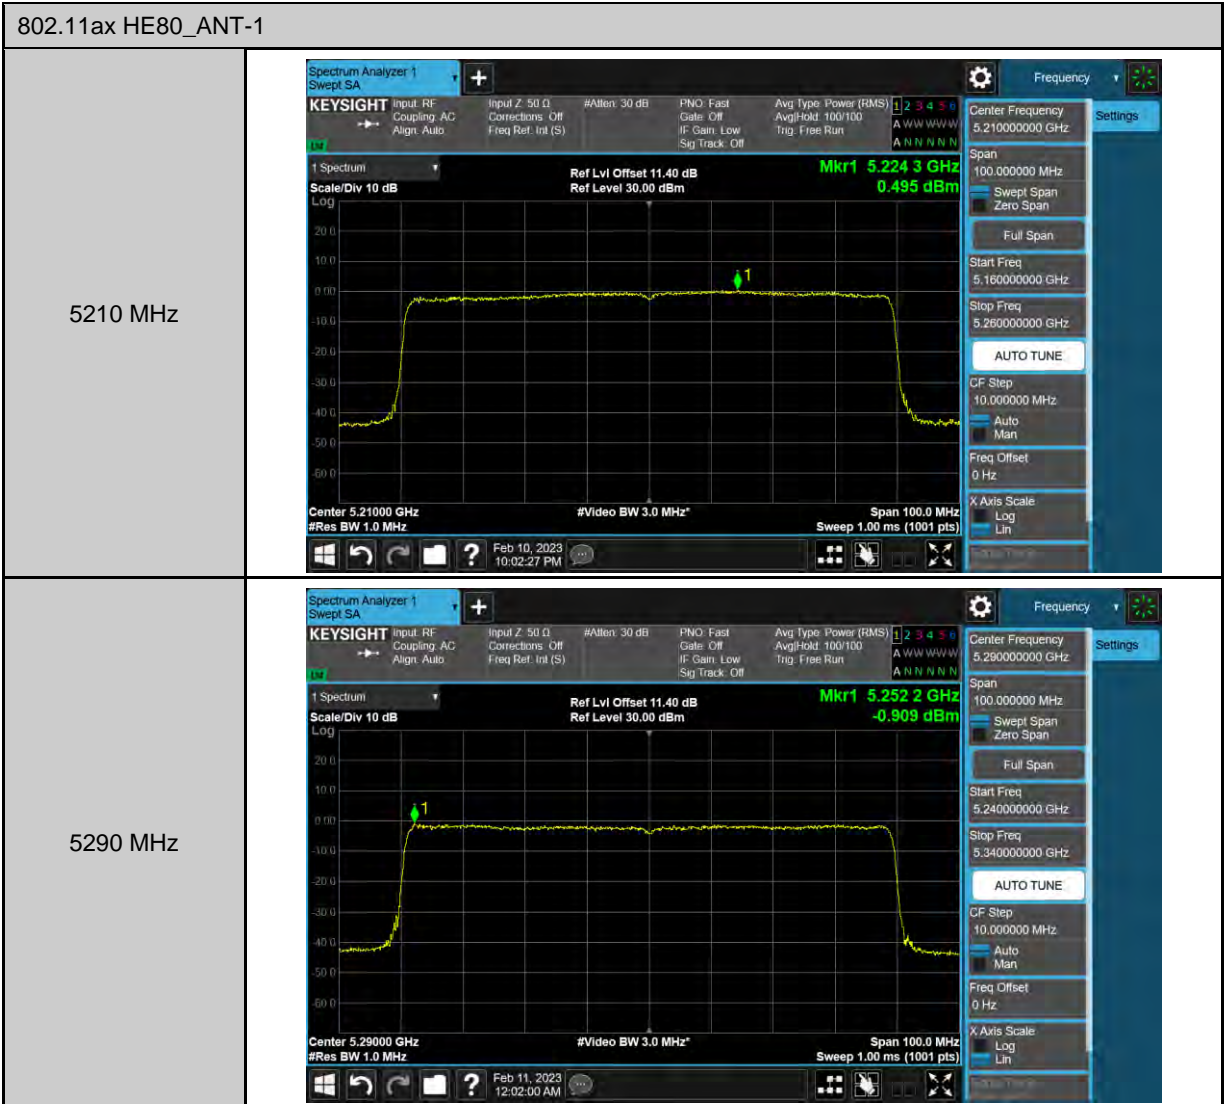 802.11ax HE80_ANT-1
5210 MHz
Spectrum Analyzer 1
Swept SA
Frequency
KEYSIGHT
Input: RF
Coupling: AC
Align: Auto
Input Z: 50 Ω
Corrections: Off
Freq Ref: Int (S)
#Atten: 30 dB
PNO: Fast
Gate: Off
IF Gain: Low
Sig Track: Off
Avg Type: Power (RMS)
Avg|Hold: 100/100
Trig: Free Run
1 2 3 4 5 6
A W W W W W
A N N N N N
Settings
1 Spectrum
Scale/Div 10 dB
Log
Ref Lvl Offset 11.40 dB
Ref Level 30.00 dBm
Mkr1 5.224 3 GHz
0.495 dBm
1
20.0
10.0
0.00
-10.0
-20.0
-30.0
-40.0
-50.0
-60.0
Center 5.21000 GHz
#Res BW 1.0 MHz
#Video BW 3.0 MHz*
Span 100.0 MHz
Sweep 1.00 ms (1001 pts)
Center Frequency
5.210000000 GHz
Span
100.000000 MHz
Swept Span
Zero Span
Full Span
Start Freq
5.160000000 GHz
Stop Freq
5.260000000 GHz
AUTO TUNE
CF Step
10.000000 MHz
Auto
Man
Freq Offset
0 Hz
X Axis Scale
Log
Lin
Feb 10, 2023
10:02:27 PM
5290 MHz
Spectrum Analyzer 1
Swept SA
Frequency
KEYSIGHT
Input: RF
Coupling: AC
Align: Auto
Input Z: 50 Ω
Corrections: Off
Freq Ref: Int (S)
#Atten: 30 dB
PNO: Fast
Gate: Off
IF Gain: Low
Sig Track: Off
Avg Type: Power (RMS)
Avg|Hold: 100/100
Trig: Free Run
1 2 3 4 5 6
A W W W W W
A N N N N N
Settings
1 Spectrum
Scale/Div 10 dB
Log
Ref Lvl Offset 11.40 dB
Ref Level 30.00 dBm
Mkr1 5.252 2 GHz
-0.909 dBm
1
20.0
10.0
0.00
-10.0
-20.0
-30.0
-40.0
-50.0
-60.0
Center 5.29000 GHz
#Res BW 1.0 MHz
#Video BW 3.0 MHz*
Span 100.0 MHz
Sweep 1.00 ms (1001 pts)
Center Frequency
5.290000000 GHz
Span
100.000000 MHz
Swept Span
Zero Span
Full Span
Start Freq
5.240000000 GHz
Stop Freq
5.340000000 GHz
AUTO TUNE
CF Step
10.000000 MHz
Auto
Man
Freq Offset
0 Hz
X Axis Scale
Log
Lin
Feb 11, 2023
12:02:00 AM